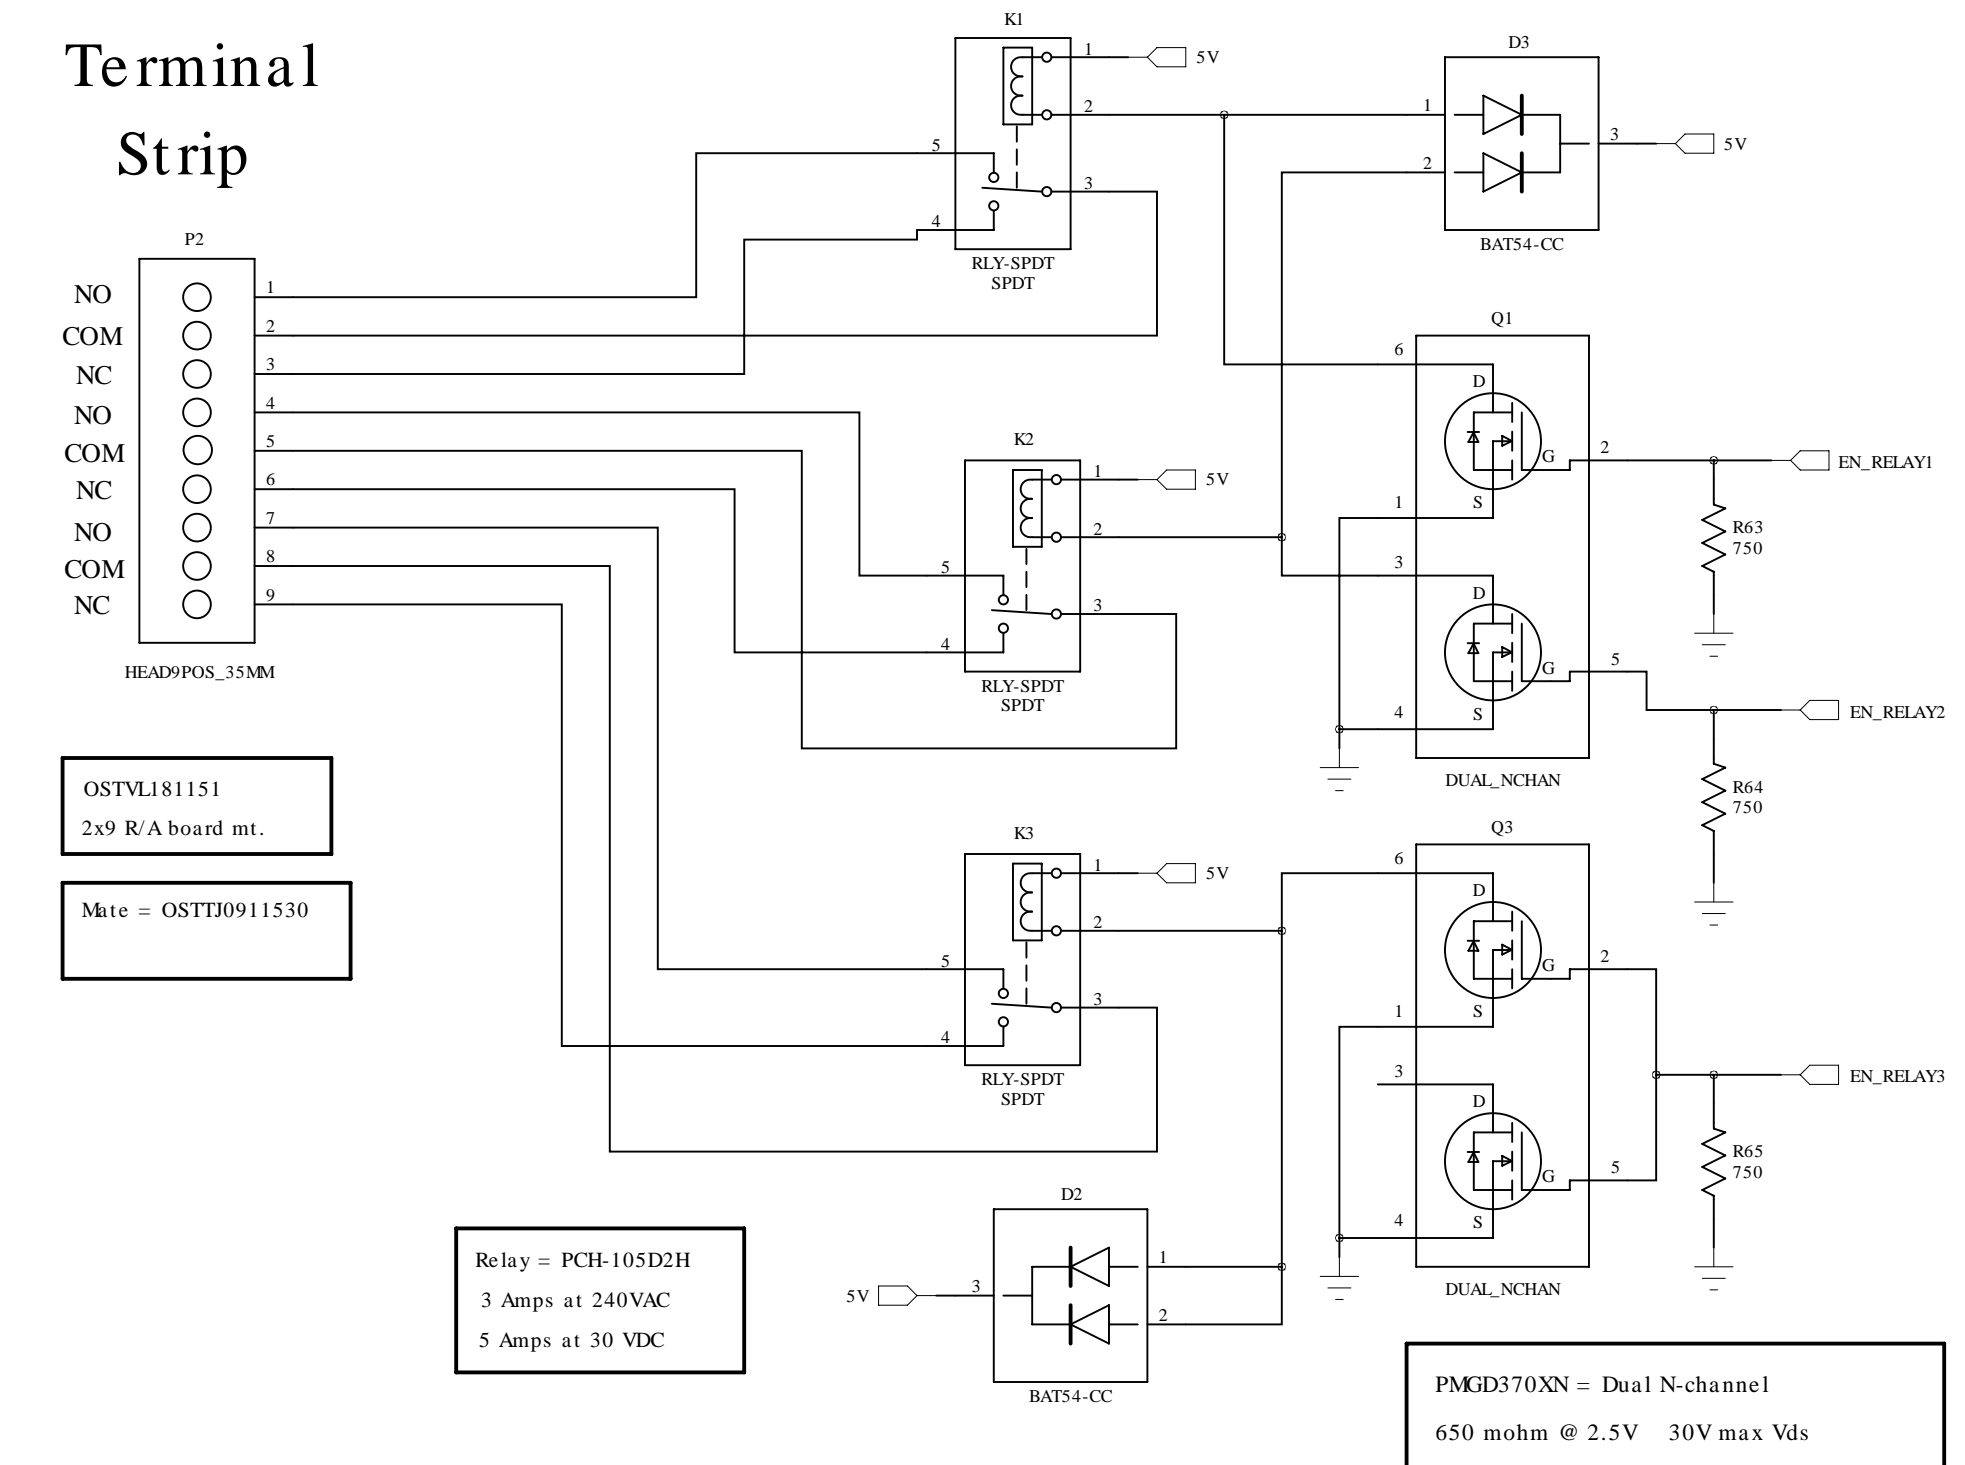 Terminal
Strip
K1
1
5V
2
5
3
4
RLY-SPDT
SPDT
D3
1
2
3
5V
BAT54-CC
P2
NO
1
COM
2
NC
3
NO
4
COM
5
NC
6
NO
7
COM
8
NC
9
HEAD9POS_35MM
Q1
6
D
G
2
EN_RELAY1
1
S
R63
750
3
D
G
5
EN_RELAY2
4
S
R64
750
DUAL_NCHAN
K2
1
5V
2
5
3
4
RLY-SPDT
SPDT
OSTVL181151
2x9 R/A board mt.
Mate = OSTTJ0911530
K3
1
5V
2
5
3
4
RLY-SPDT
SPDT
Q3
6
D
G
2
1
S
3
D
G
5
EN_RELAY3
4
S
R65
750
DUAL_NCHAN
D2
1
5V
3
2
BAT54-CC
Relay = PCH-105D2H
3 Amps at 240VAC
5 Amps at 30 VDC
PMGD370XN = Dual N-channel
650 mohm @ 2.5V 30V max Vds